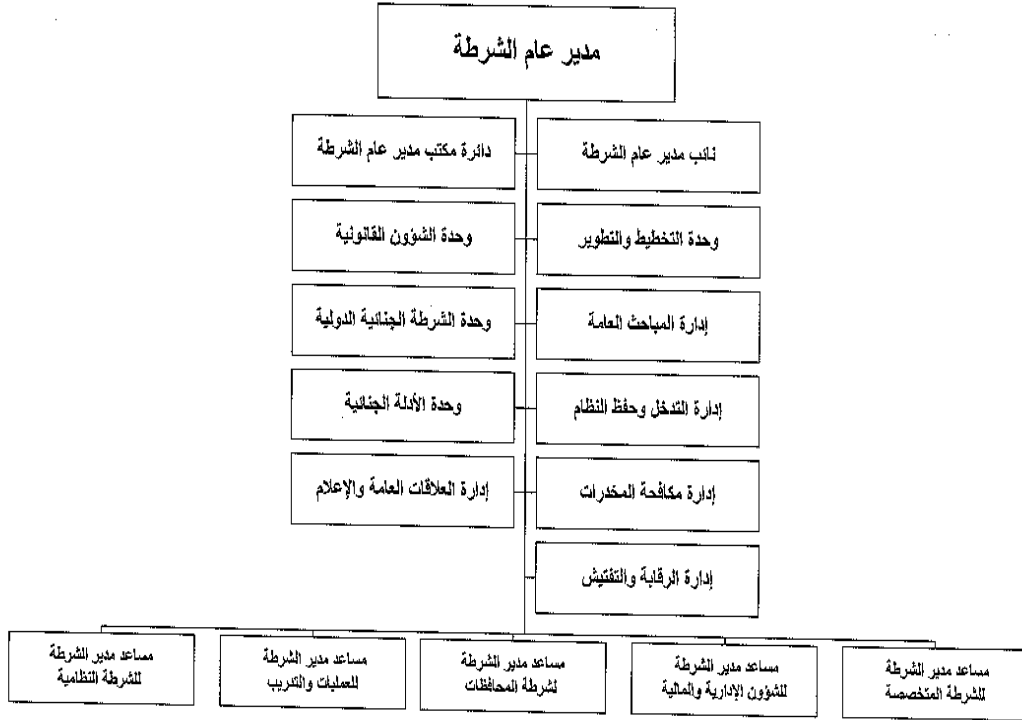 مدير عام الشرطة
نائب مدير عام الشرطة
دائرة مكتب مدير عام الشرطة
وحدة التخطيط والتطوير
وحدة الشؤون القانونية
إدارة المباحث العامة
وحدة الشرطة الجنائية الدولية
إدارة التدخل وحفظ النظام
وحدة الأدلة الجنائية
إدارة مكافحة المخدرات
إدارة العلاقات العامة والإعلام
إدارة الرقابة والتفتيش
مساعد مدير الشرطة
للشرطة المتخصصة
مساعد مدير الشرطة
للشؤون الإدارية والمالية
مساعد مدير الشرطة
لشرطة المحافظات
مساعد مدير الشرطة
للعمليات والتدريب
مساعد مدير الشرطة
للشرطة النظامية